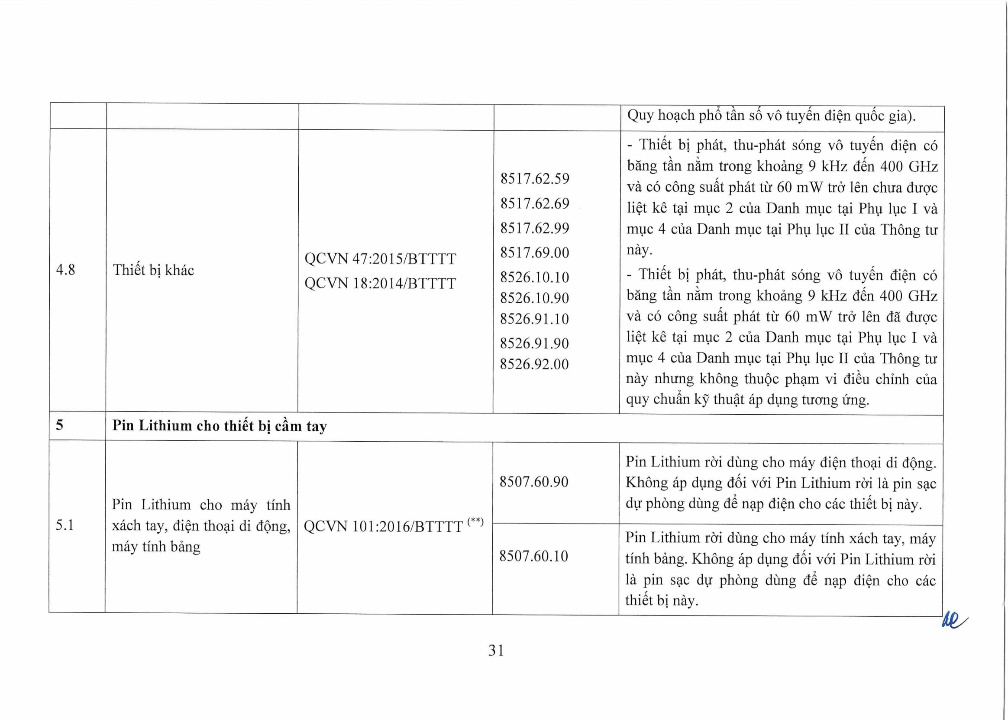 Quy hoạch phổ tần số vô tuyến điện quốc gia).
4.8
Thiết bị khác
QCVN 47:2015/BTTTT
QCVN 18:2014/BTTTT
8517.62.59
8517.62.69
8517.62.99
8517.69.00
8526.10.10
8526.10.90
8526.91.10
8526.91.90
8526.92.00
- Thiết bị phát, thu-phát sóng vô tuyến điện có
băng tần nằm trong khoảng 9 kHz đến 400 GHz
và có công suất phát từ 60 mW trở lên chưa được
liệt kê tại mục 2 của Danh mục tại Phụ lục I và
mục 4 của Danh mục tại Phụ lục II của Thông tư
này.
- Thiết bị phát, thu-phát sóng vô tuyến điện có
băng tần nằm trong khoảng 9 kHz đến 400 GHz
và có công suất phát từ 60 mW trở lên đã được
liệt kê tại mục 2 của Danh mục tại Phụ lục I và
mục 4 của Danh mục tại Phụ lục II của Thông tư
này nhưng không thuộc phạm vi điều chỉnh của
quy chuẩn kỹ thuật áp dụng tương ứng.
5
Pin Lithium cho thiết bị cầm tay
5.1
Pin Lithium cho máy tính
xách tay, điện thoại di động,
máy tính bảng
QCVN 101:2016/BTTTT (**)
8507.60.90
Pin Lithium rời dùng cho máy điện thoại di động.
Không áp dụng đối với Pin Lithium rời là pin sạc
dự phòng dùng để nạp điện cho các thiết bị này.
8507.60.10
Pin Lithium rời dùng cho máy tính xách tay, máy
tính bảng. Không áp dụng đối với Pin Lithium rời
là pin sạc dự phòng dùng để nạp điện cho các
thiết bị này.
31